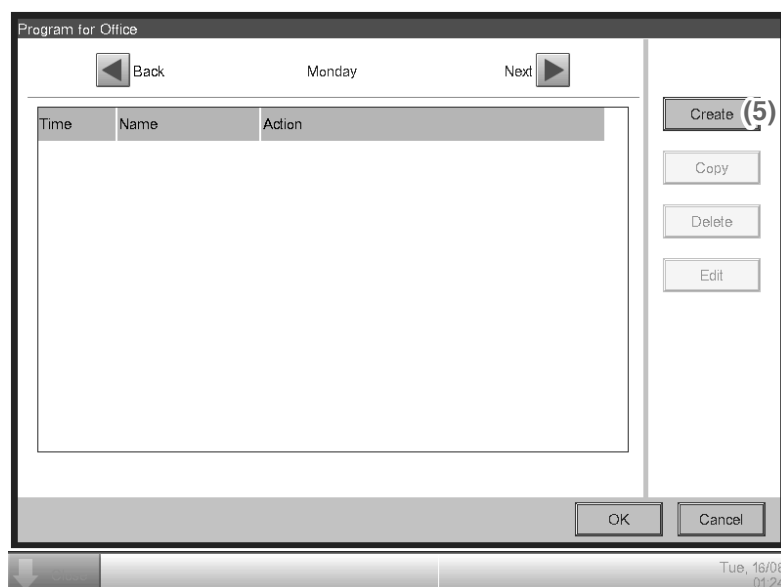 Program for Office
Back
Monday
Next
Time
Name
Action
Create
(5)
Copy
Delete
Edit
OK
Cancel
Tue, 16/0
01:2